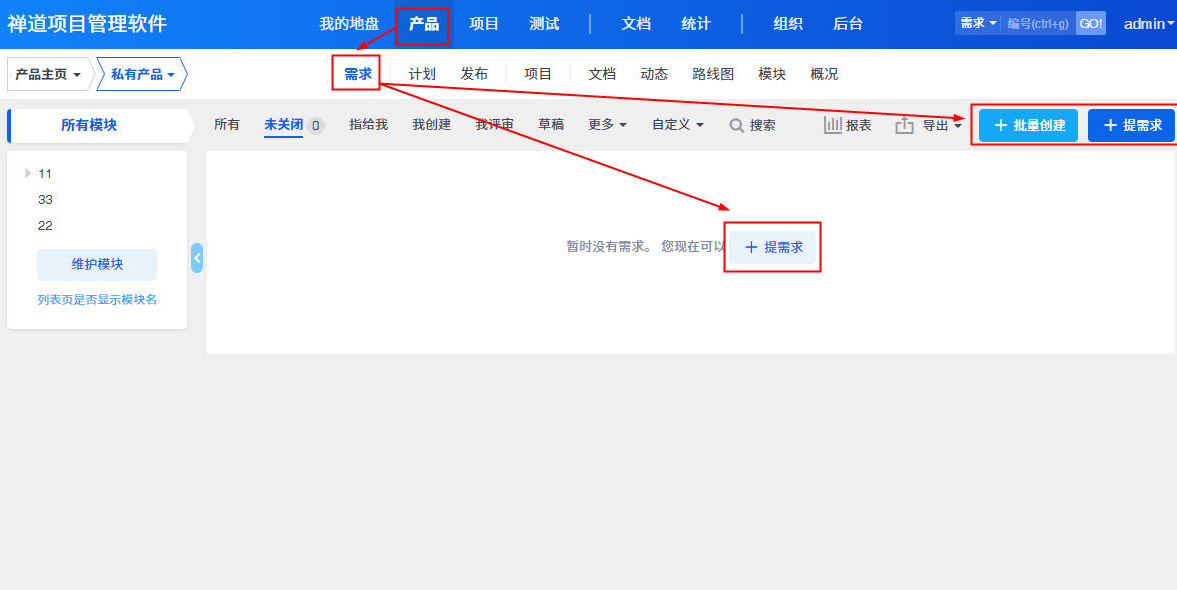 禅道项目管理软件 我的地盘 产品 项目 测试 文档 统计 组织 后台 需求 编号(ctrl+g) GO! admin
产品主页 私有产品 需求 计划 发布 项目 文档 动态 路线图 模块 概况
所有模块 所有 未关闭 0 指给我 我创建 我评审 草稿 更多 自定义 搜索 报表 导出 批量创建 提需求
11
33
22
维护模块
列表页是否显示模块名
暂时没有需求。 您现在可以 提需求